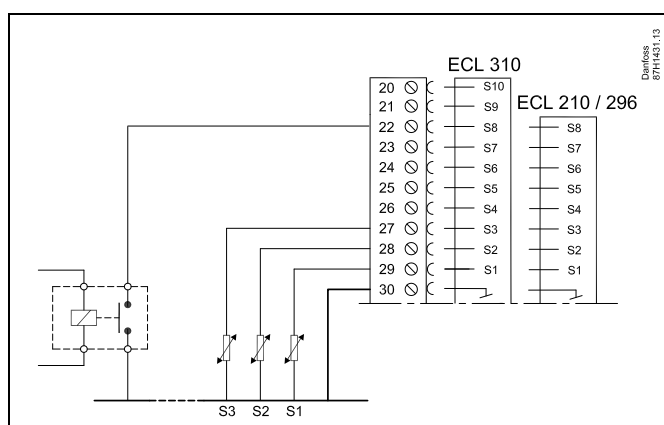 Danfoss
87H1431.13
ECL 310
ECL 210 / 296
20 S10
21 S9
22 S8 S8
23 S7 S7
24 S6 S6
25 S5 S5
26 S4 S4
27 S3 S3
28 S2 S2
29 S1 S1
30
S3 S2 S1